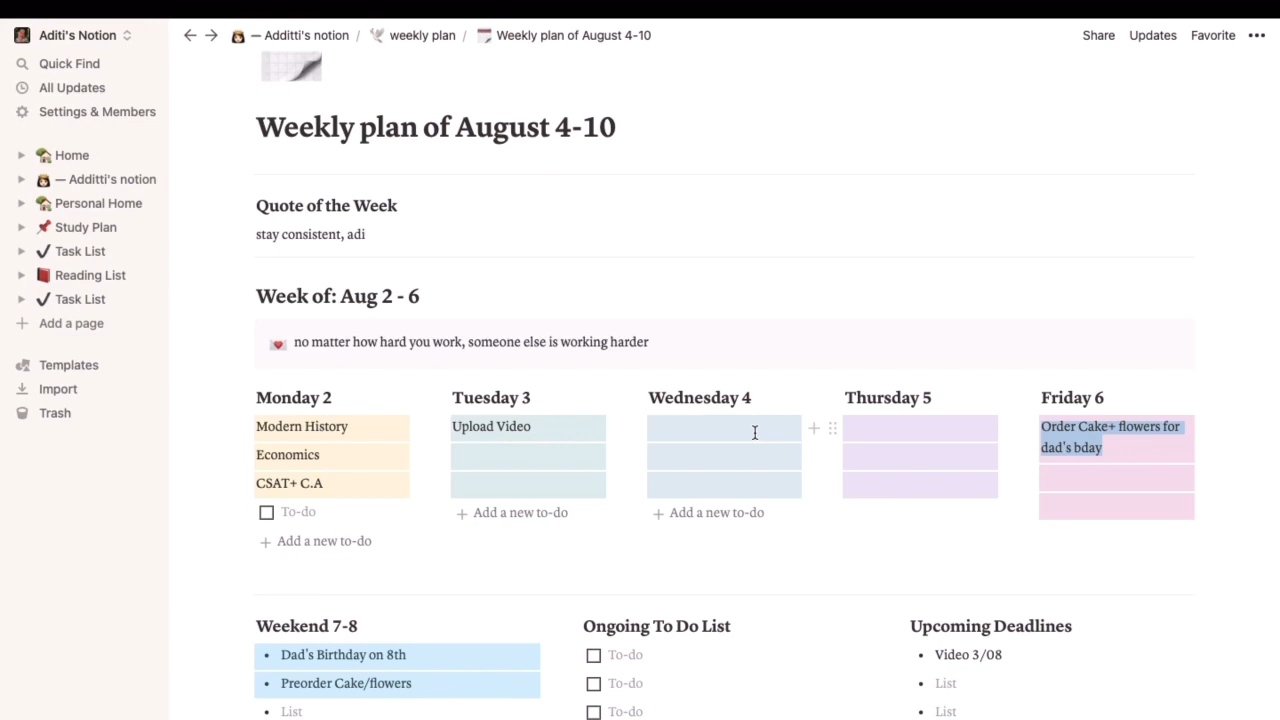 Aditi's Notion
— Additti's notion / weekly plan / Weekly plan of August 4-10
Share Updates Favorite
Quick Find
All Updates
Settings & Members
Home
— Additti's notion
Personal Home
Study Plan
Task List
Reading List
Task List
Add a page
Templates
Import
Trash
Weekly plan of August 4-10
Quote of the Week
stay consistent, adi
Week of: Aug 2 - 6
no matter how hard you work, someone else is working harder
Monday 2
Modern History
Economics
CSAT+ C.A
To-do
Add a new to-do
Tuesday 3
Upload Video
Add a new to-do
Wednesday 4
Add a new to-do
Thursday 5
Friday 6
Order Cake+ flowers for
dad's bday
Weekend 7-8
Dad's Birthday on 8th
Preorder Cake/flowers
List
Ongoing To Do List
To-do
To-do
To-do
Upcoming Deadlines
Video 3/08
List
List